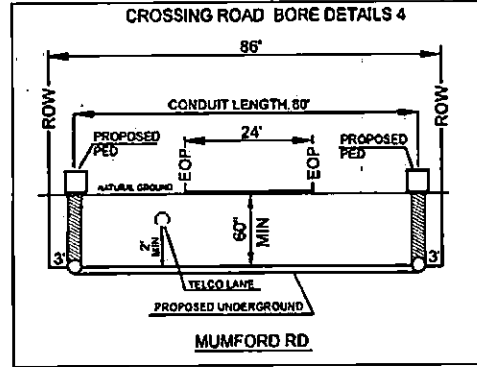 CROSSING ROAD BORE DETAILS 4
86'
ROW
ROW
CONDUIT LENGTH, 80'
PROPOSED
PED
24'
PROPOSED
PED
EOP
EOP
NATURAL GROUND
60"
MIN
2'
MIN
3'
3'
TELCO LANE
PROPOSED UNDERGROUND
MUMFORD RD